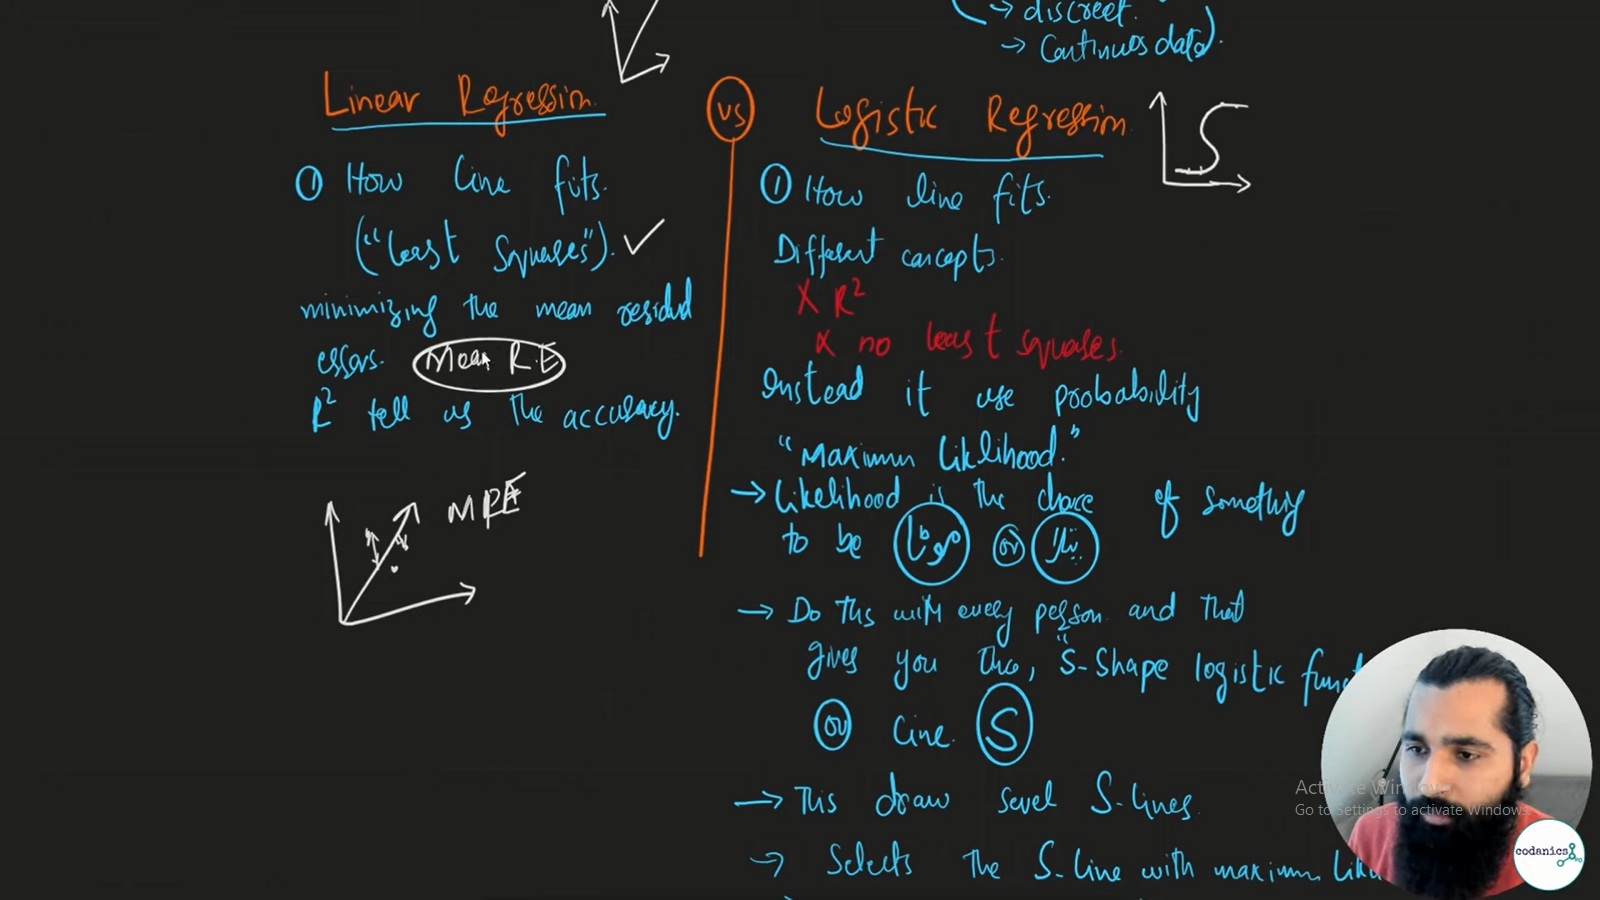 → discreet.
→ Continues data).
Linear Regression.
vs
Logistic Regression.
① How line fits.
("least squares"). ✓
minimizing the mean residual
errors. Mean R.E
R² tell us the accuracy.
MRE
① How line fits.
Different concepts.
X R²
X no least squares.
Instead it use probability
"Maximum Liklihood."
→ Likelihood is the chance of something
to be ہونا or
→ Do this with every person and that
gives you the, "S-Shape logistic
or line. S
→ This draw sevel S-lines.
→ Selects the S-line with maximum
Activate Windows
Go to Settings to activate Windows.
codanics